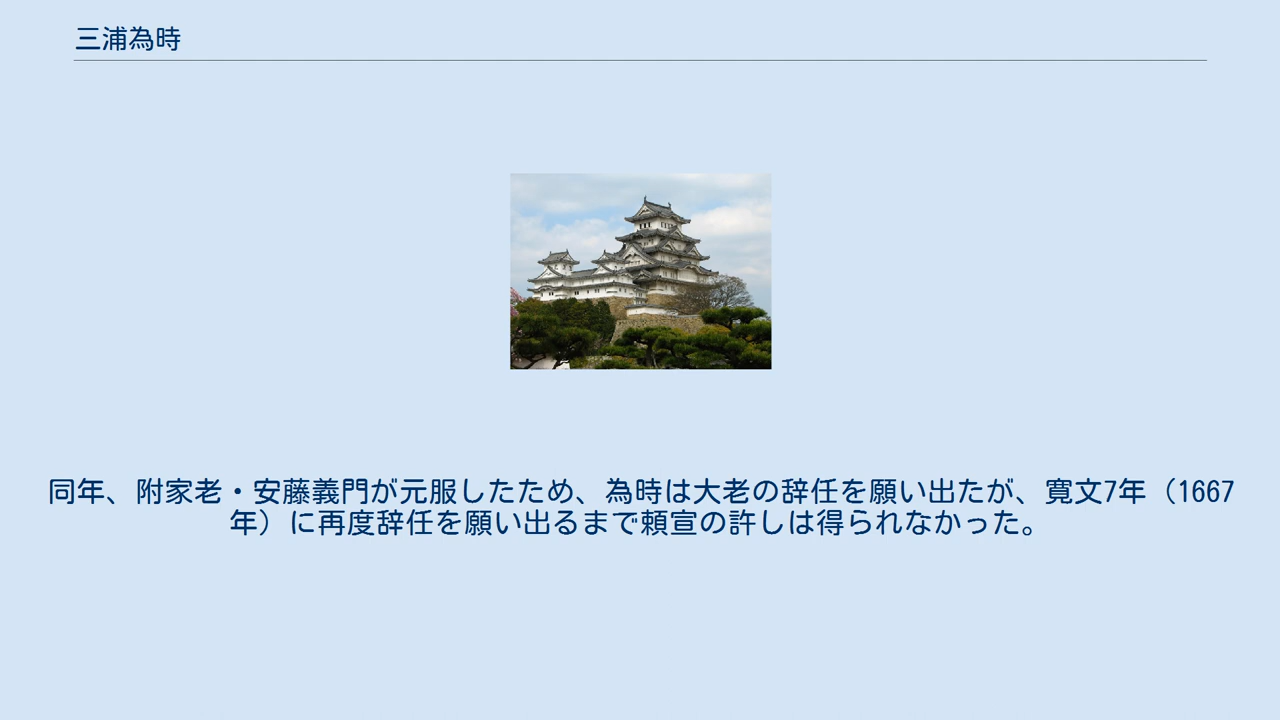 三浦為時
同年、附家老・安藤義門が元服したため、為時は大老の辞任を願い出たが、寛文7年（1667
年）に再度辞任を願い出るまで頼宣の許しは得られなかった。